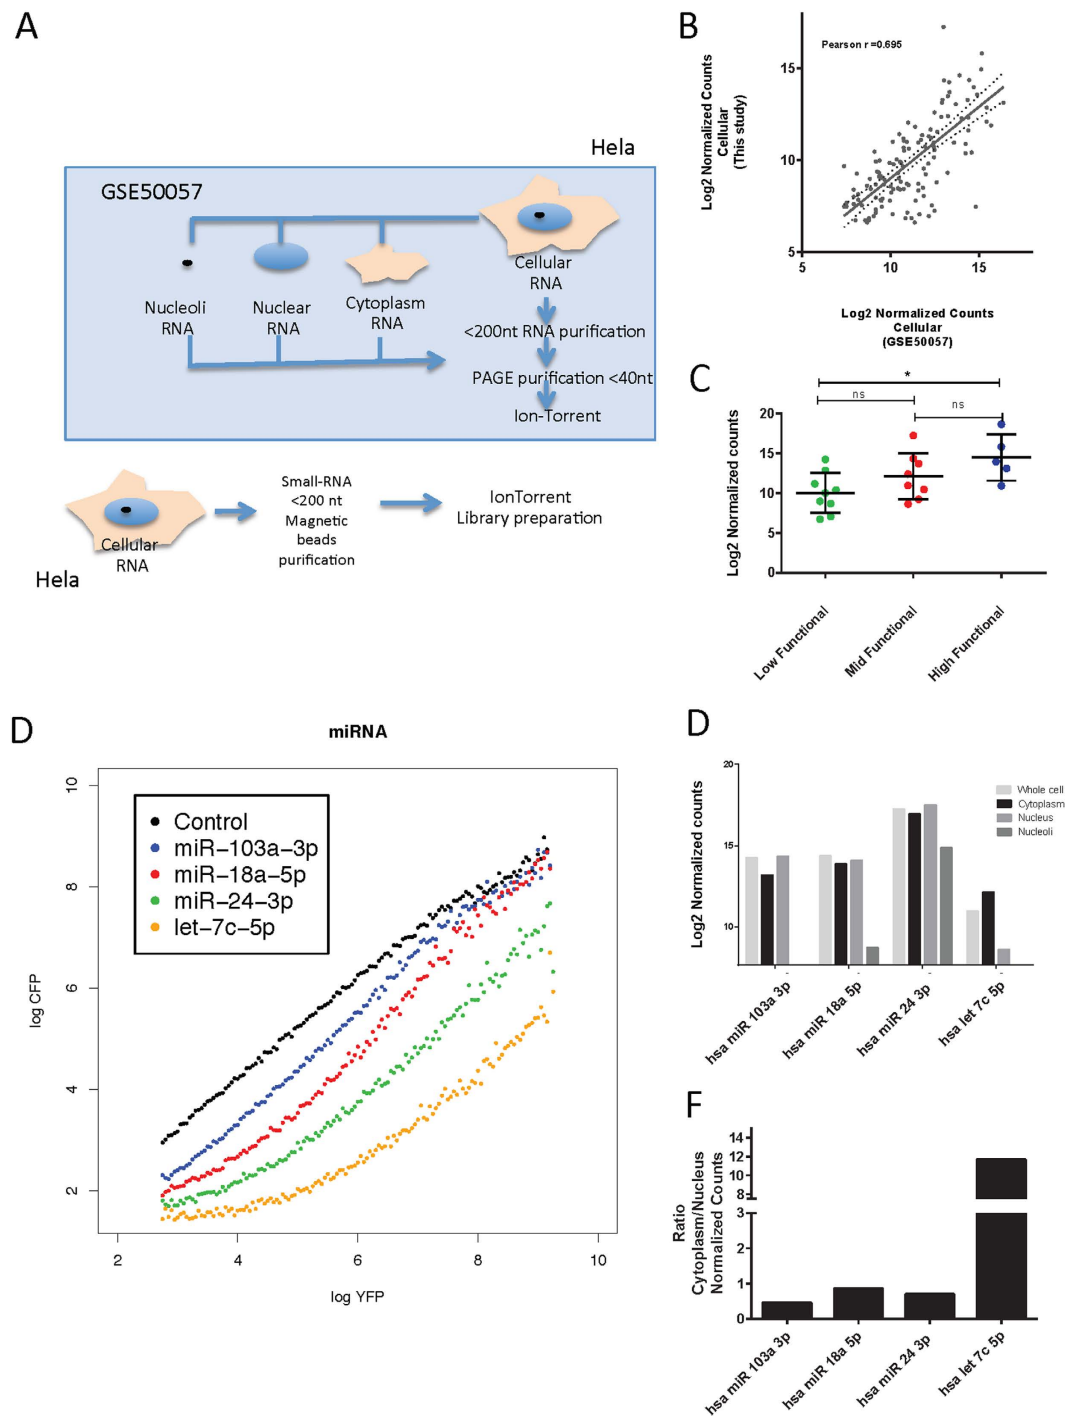 A
Hela
GSE50057
Cellular
RNA
Nucleoli
RNA
Nuclear
RNA
Cytoplasm
RNA
<200nt RNA purification
PAGE purification <40nt
Ion-Torrent
Cellular
RNA
Hela
Small-RNA
<200 nt
Magnetic
beads
purification
IonTorrent
Library preparation
B
Pearson r =0.695
Log2 Normalized Counts
Cellular
(This study)
15
10
5
5
10
15
Log2 Normalized Counts
Cellular
(GSE50057)
C
*
ns
ns
Log2 Normalized counts
20
15
10
5
0
Low Functional
Mid Functional
High Functional
D
miRNA
Control
miR-103a-3p
miR-18a-5p
miR-24-3p
let-7c-5p
log CFP
10
8
6
4
2
2
4
6
8
10
log YFP
D
Log2 Normalized counts
20
15
10
Whole cell
Cytoplasm
Nucleus
Nucleoli
hsa miR 103a 3p
hsa miR 18a 5p
hsa miR 24 3p
hsa let 7c 5p
F
Ratio
Cytoplasm/Nucleus
Normalized Counts
14
12
10
8
3
2
1
0
hsa miR 103a 3p
hsa miR 18a 5p
hsa miR 24 3p
hsa let 7c 5p